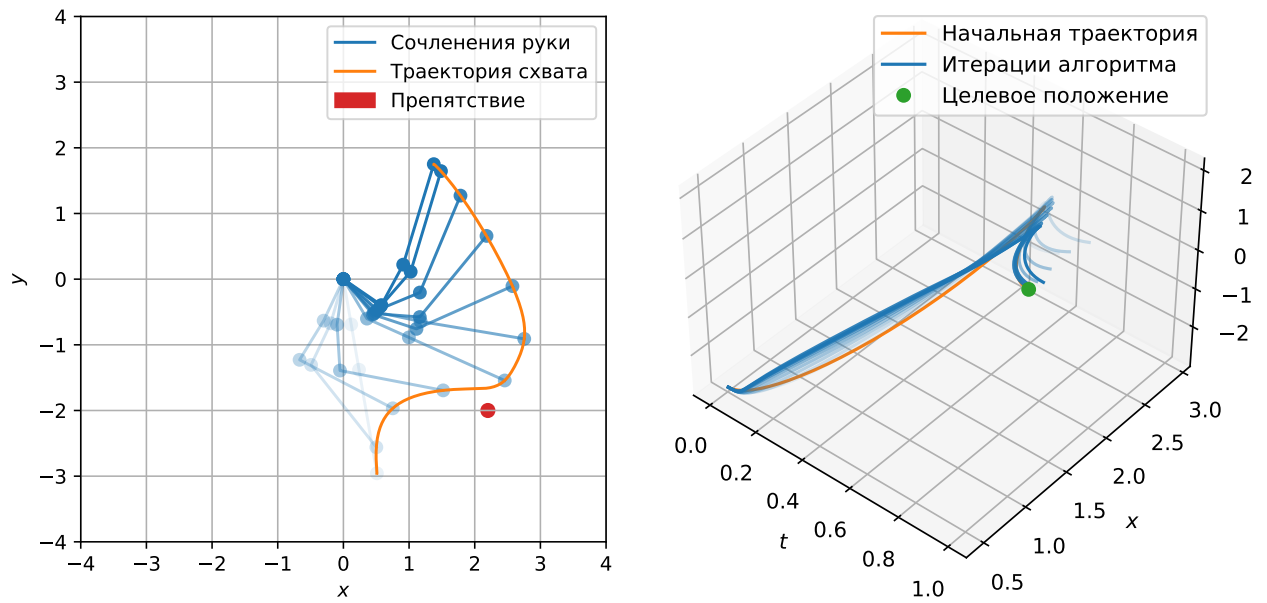 Сочленения руки
Траектория схвата
Препятствие
4
3
2
1
0
−1
−2
−3
−4
y
−4 −3 −2 −1 0 1 2 3 4
x
Начальная траектория
Итерации алгоритма
Целевое положение
2
1
0
−1
−2
0.0 0.2 0.4 0.6 0.8 1.0
t
0.5 1.0 1.5 2.0 2.5 3.0
x